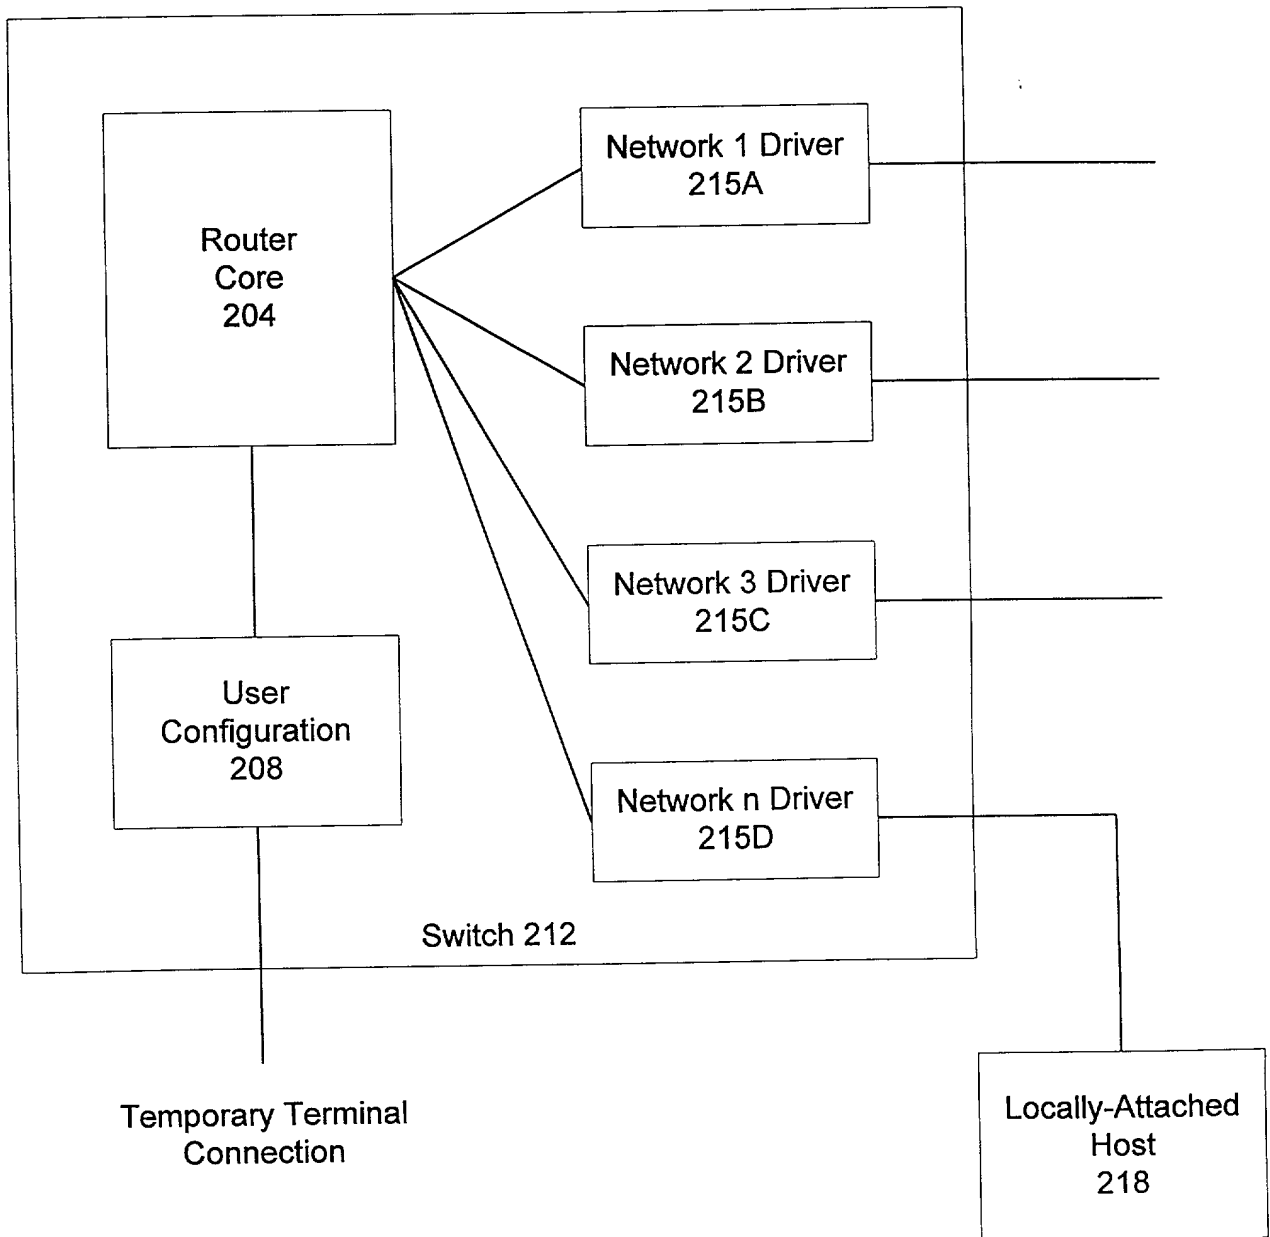 Network 1 Driver
215A
Router
Core
204
Network 2 Driver
215B
Network 3 Driver
215C
User
Configuration
208
Network n Driver
215D
Switch 212
Temporary Terminal
Connection
Locally-Attached
Host
218